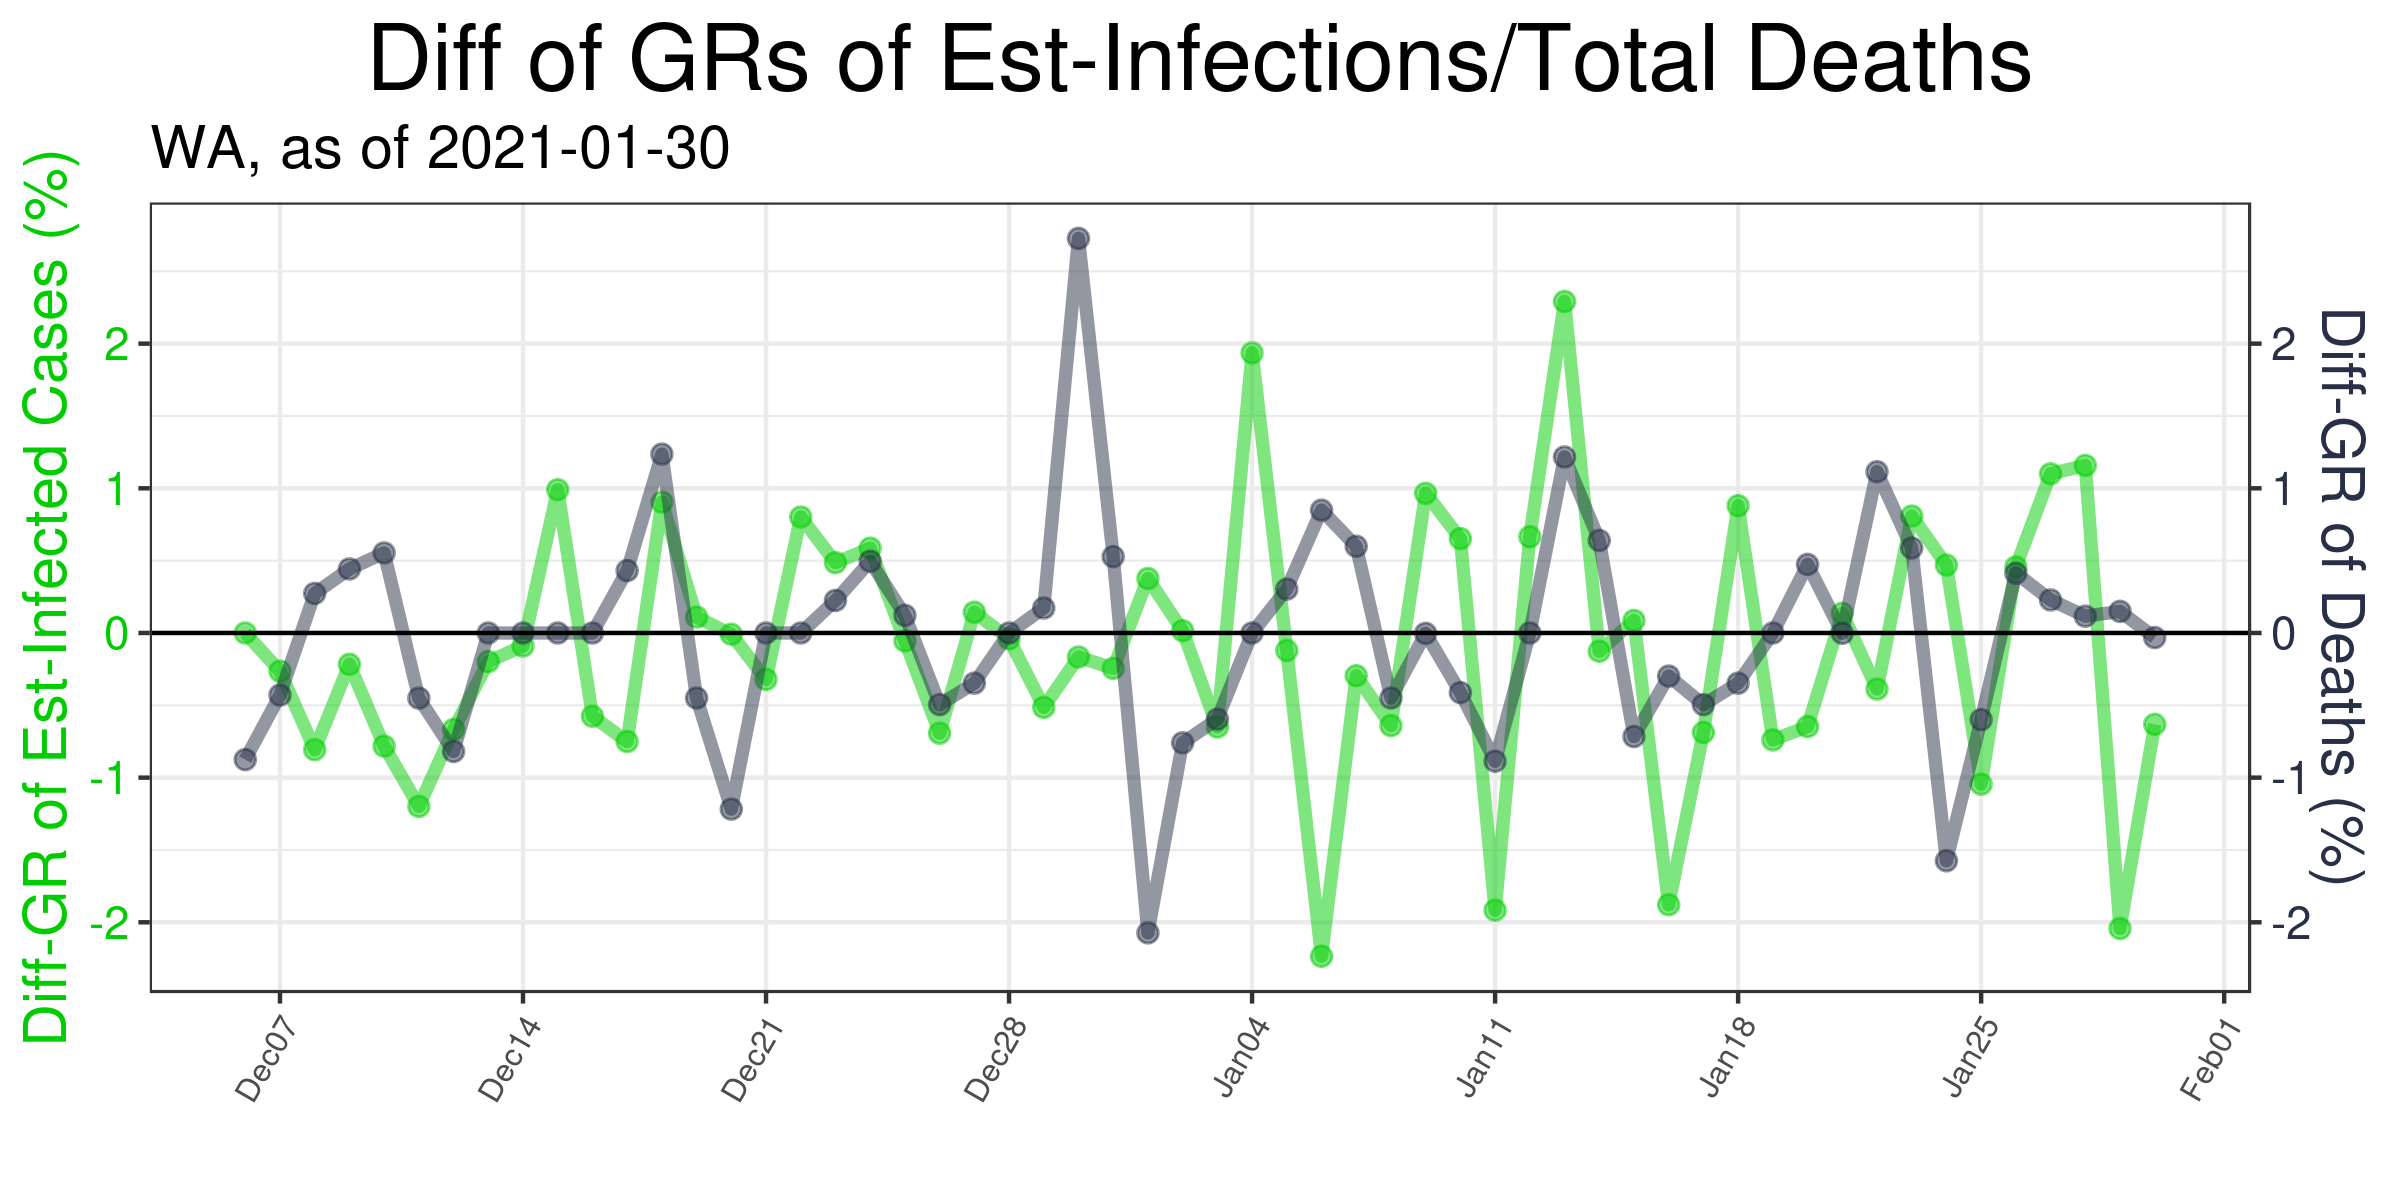 Diff of GRs of Est-Infections/Total Deaths
WA, as of 2021-01-30
Diff-GR of Est-Infected Cases (%)
2
1
0
-1
-2
2
1
0
-1
-2
Diff-GR of Deaths (%)
Dec07
Dec14
Dec21
Dec28
Jan04
Jan11
Jan18
Jan25
Feb01